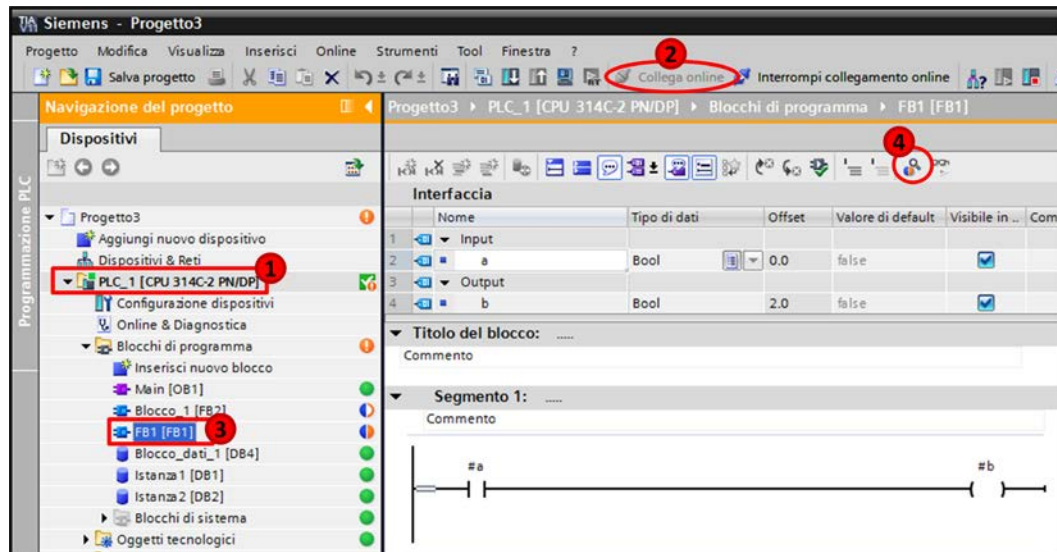 Siemens - Progetto3
Progetto Modifica Visualizza Inserisci Online Strumenti Tool Finestra ?
Salva progetto Collega online Interrompi collegamento online
2
Navigazione del progetto
Progetto3 PLC_1 [CPU 314C-2 PN/DP] Blocchi di programma FB1 [FB1]
Dispositivi
4
Programmazione PLC
Interfaccia
Nome Tipo di dati Offset Valore di default Visibile in .. Com
1 Input
2 a Bool 0.0 false
3 Output
4 b Bool 2.0 false
Progetto3
Aggiungi nuovo dispositivo
Dispositivi & Reti
1
PLC_1 [CPU 314C-2 PN/DP]
Configurazione dispositivi
Online & Diagnostica
Blocchi di programma
Inserisci nuovo blocco
Main [OB1]
Blocco_1 [FB2]
FB1 [FB1]
3
Blocco_dati_1 [DB4]
Istanza1 [DB1]
Istanza2 [DB2]
Blocchi di sistema
Oggetti tecnologici
Titolo del blocco: .....
Commento
Segmento 1: .....
Commento
#a #b